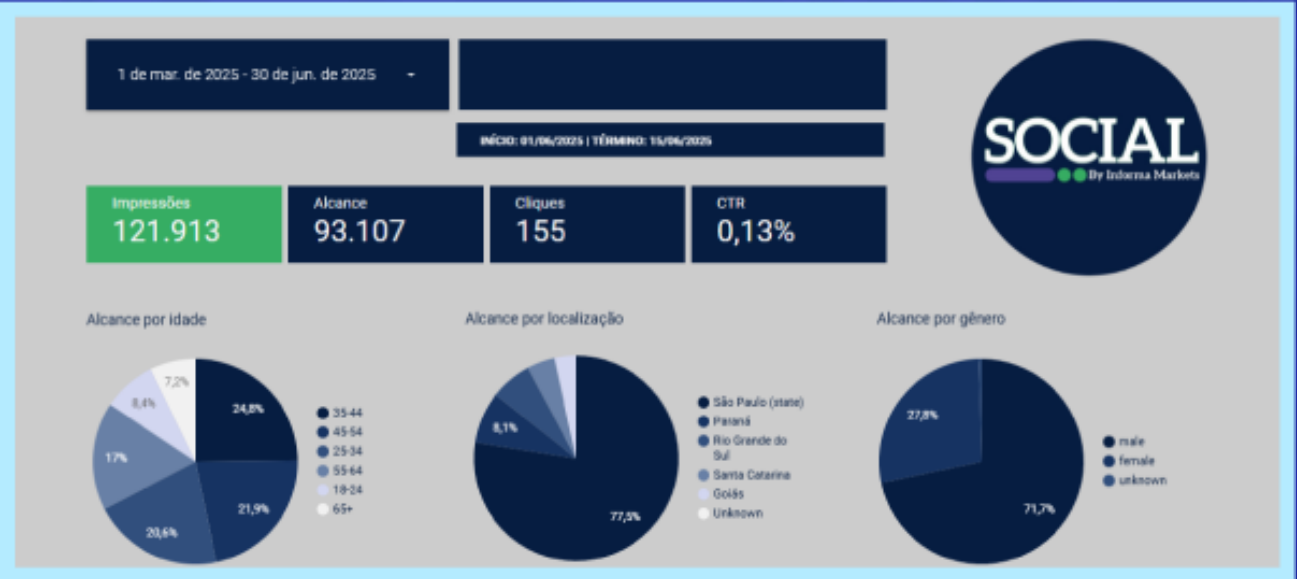 1 de mar. de 2025 - 30 de jun. de 2025
INÍCIO: 01/06/2025 | TÉRMINO: 15/06/2025
SOCIAL
By Informa Markets
Impressões
121.913
Alcance
93.107
Cliques
155
CTR
0,13%
Alcance por idade
7,2%
8,4%
24,8%
17%
21,9%
20,6%
35-44
45-54
25-34
55-64
18-24
65+
Alcance por localização
8,1%
77,5%
São Paulo (state)
Paraná
Rio Grande do
Sul
Santa Catarina
Goiás
Unknown
Alcance por gênero
27,8%
71,7%
male
female
unknown